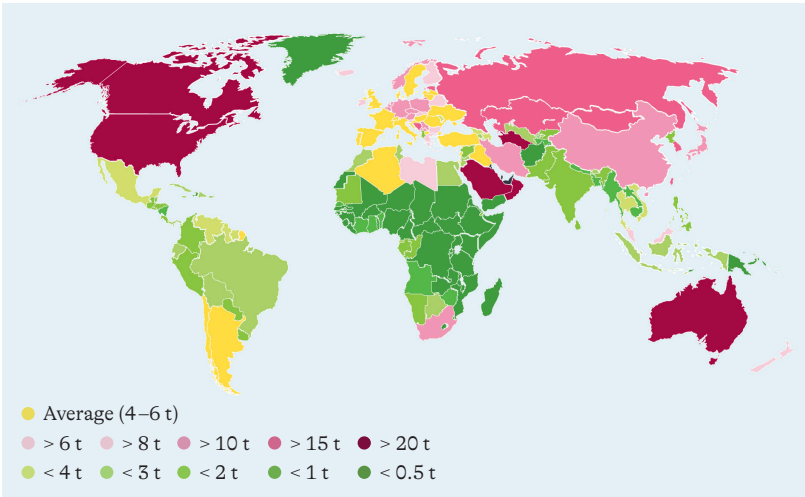 Average (4–6 t)
> 6 t > 8 t > 10 t > 15 t > 20 t
< 4 t < 3 t < 2 t < 1 t < 0.5 t